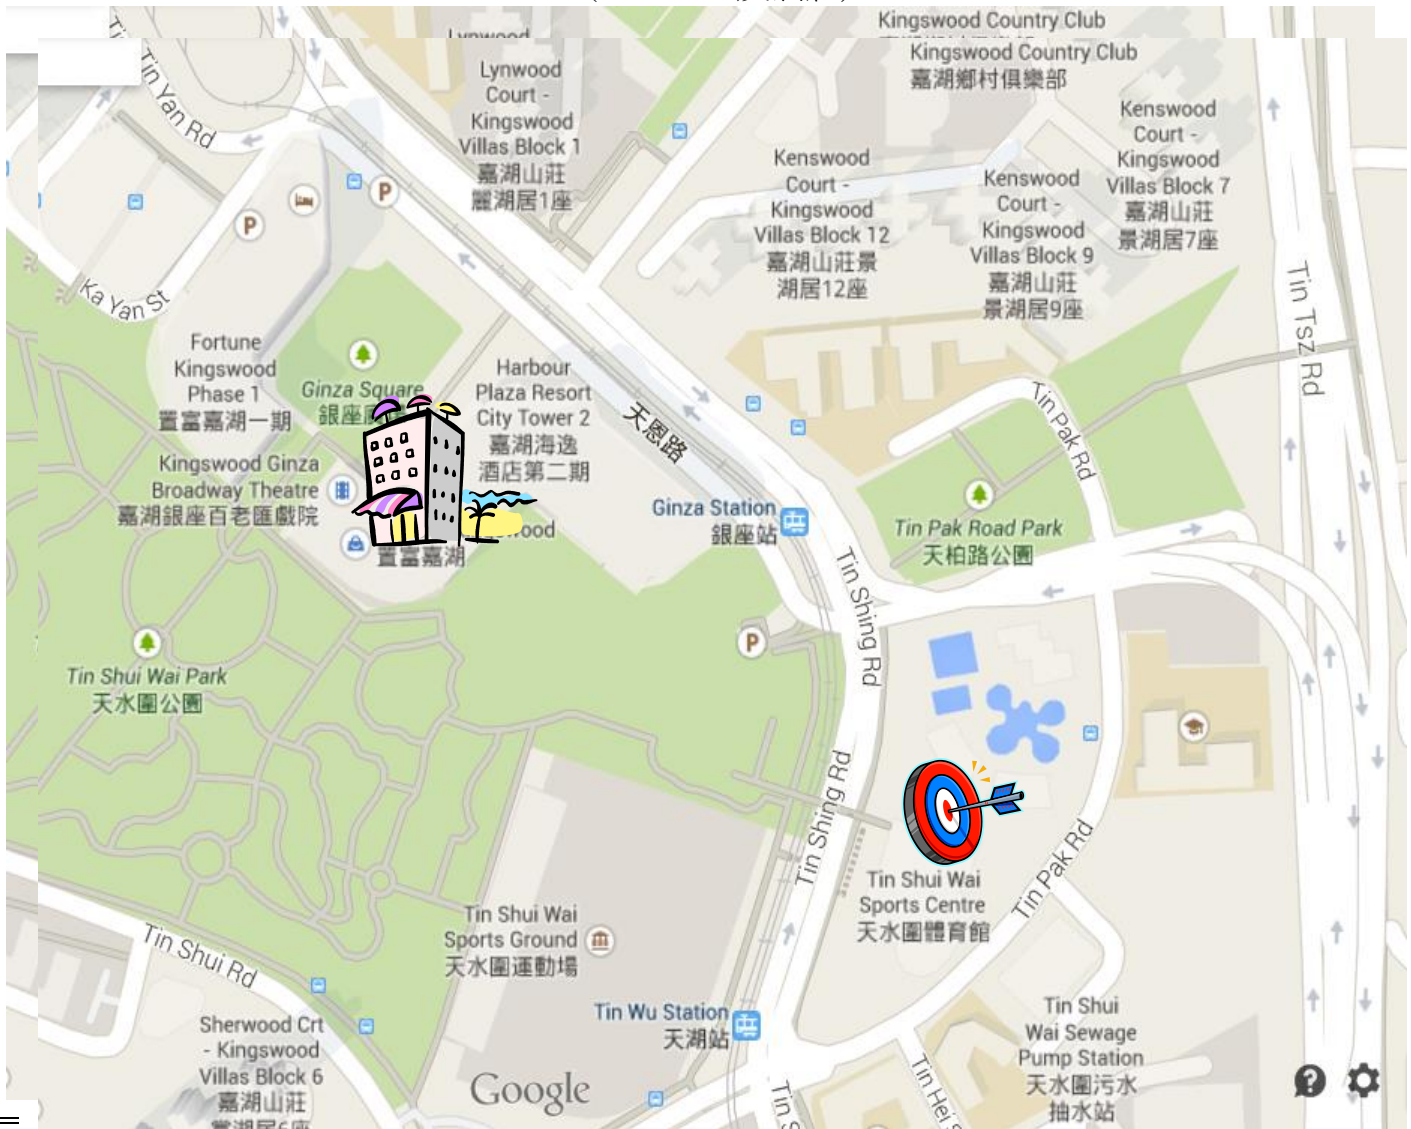 Kingswood Country Club
Lynwood
Kingswood Country Club
嘉湖鄉村俱樂部
Tin Yan Rd
Lynwood
Court -
Kingswood
Villas Block 1
嘉湖山莊
麗湖居1座
Kenswood
Court -
Kingswood
Villas Block 7
嘉湖山莊
景湖居7座
Kenswood
Court -
Kingswood
Villas Block 12
嘉湖山莊景
湖居12座
Kenswood
Court -
Kingswood
Villas Block 9
嘉湖山莊
景湖居9座
P
P
Ka Yan St
Tin Tsz Rd
Fortune
Kingswood
Phase 1
置富嘉湖一期
Ginza Square
銀座
Harbour
Plaza Resort
City Tower 2
嘉湖海逸
酒店第二期
天恩路
Tin Pak Rd
Kingswood Ginza
Broadway Theatre
嘉湖銀座百老匯戲院
置富嘉湖
Ginza Station
銀座站
Tin Pak Road Park
天柏路公園
Tin Shing Rd
P
Tin Shui Wai Park
天水圍公園
Tin Shing Rd
Tin Pak Rd
Tin Shui Wai
Sports Centre
天水圍體育館
Tin Shui Wai
Sports Ground
天水圍運動場
Tin Shui Rd
Tin Wu Station
天湖站
Sherwood Crt
- Kingswood
Villas Block 6
嘉湖山莊
Tin Shui
Wai Sewage
Pump Station
天水圍污水
抽水站
Tin Hei S
Tin S
Google